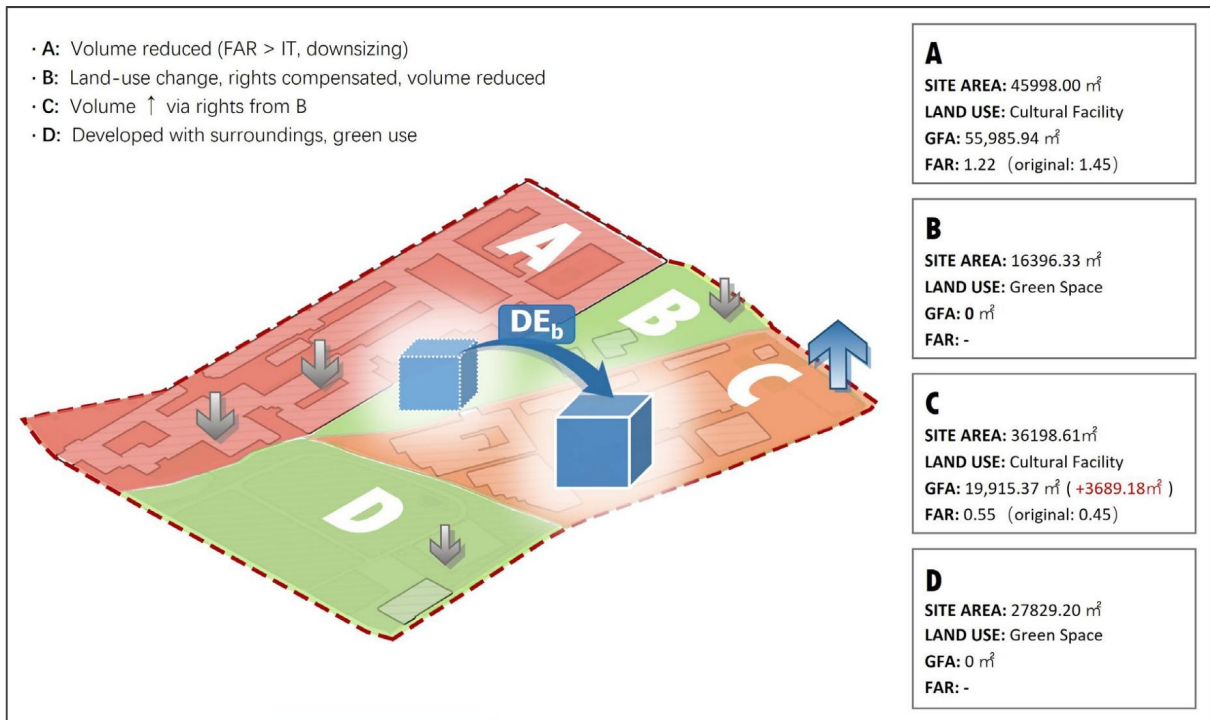 · A: Volume reduced (FAR > IT, downsizing)
· B: Land-use change, rights compensated, volume reduced
· C: Volume ↑ via rights from B
· D: Developed with surroundings, green use
A
B
C
D
DEb
A
SITE AREA: 45998.00 ㎡
LAND USE: Cultural Facility
GFA: 55,985.94 ㎡
FAR: 1.22 (original: 1.45)
B
SITE AREA: 16396.33 ㎡
LAND USE: Green Space
GFA: 0 ㎡
FAR: -
C
SITE AREA: 36198.61㎡
LAND USE: Cultural Facility
GFA: 19,915.37 ㎡ ( +3689.18㎡ )
FAR: 0.55 (original: 0.45)
D
SITE AREA: 27829.20 ㎡
LAND USE: Green Space
GFA: 0 ㎡
FAR: -